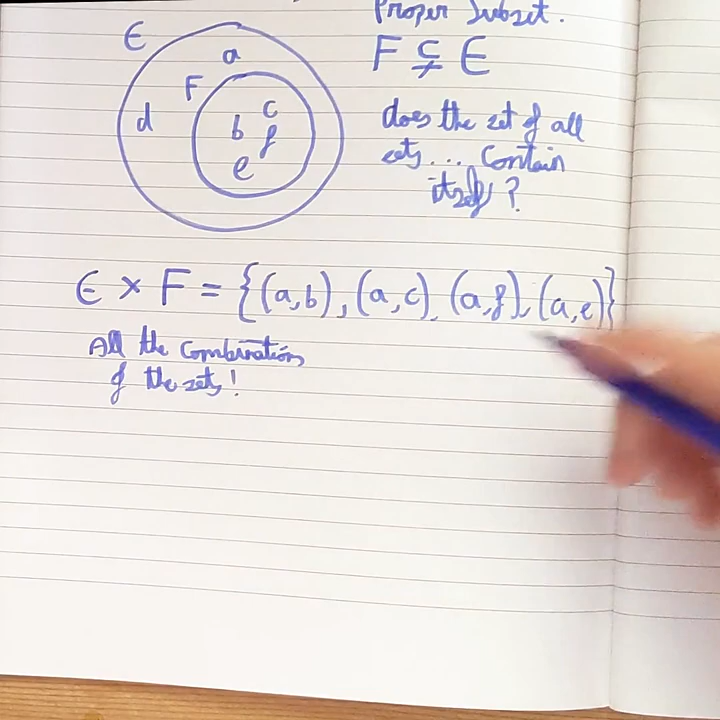 Proper Subset.
F ⊊ E
E
a
F
d
c
b
f
e
does the set of all
sets... contain
itself?
E × F = {(a,b), (a,c), (a,f), (a,e)}
All the combinations
of the sets!